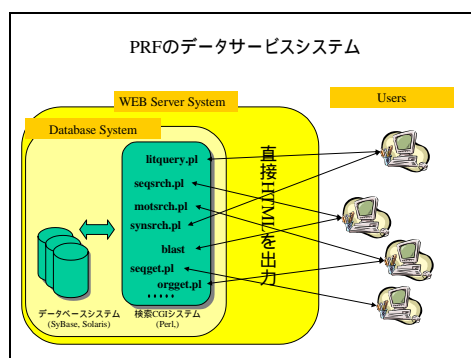 PRFのデータサービスシステム
WEB Server System
Users
Database System
litquery.pl
seqsrch.pl
motsrch.pl
synsrch.pl
blast
seqget.pl
orgget.pl
・・・・・
直接HTMLを出力
データベースシステム
(SyBase, Solaris)
検索CGIシステム
(Perl,)